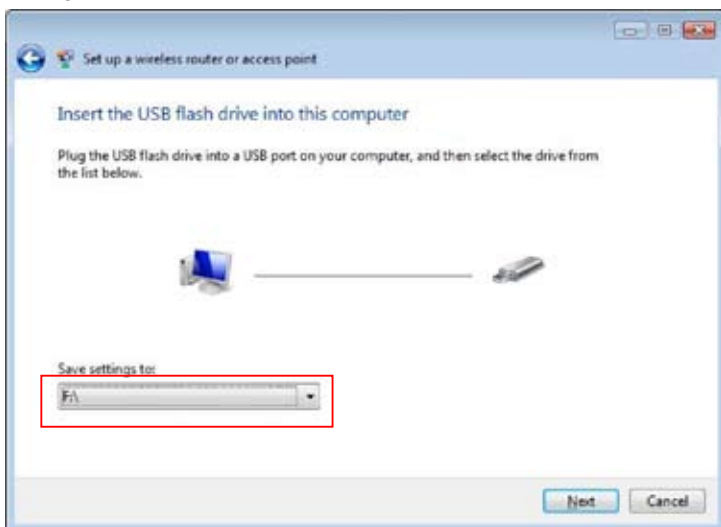 Set up a wireless router or access point
Insert the USB flash drive into this computer
Plug the USB flash drive into a USB port on your computer, and then select the drive from
the list below.
Save settings to:
F:\
Next Cancel